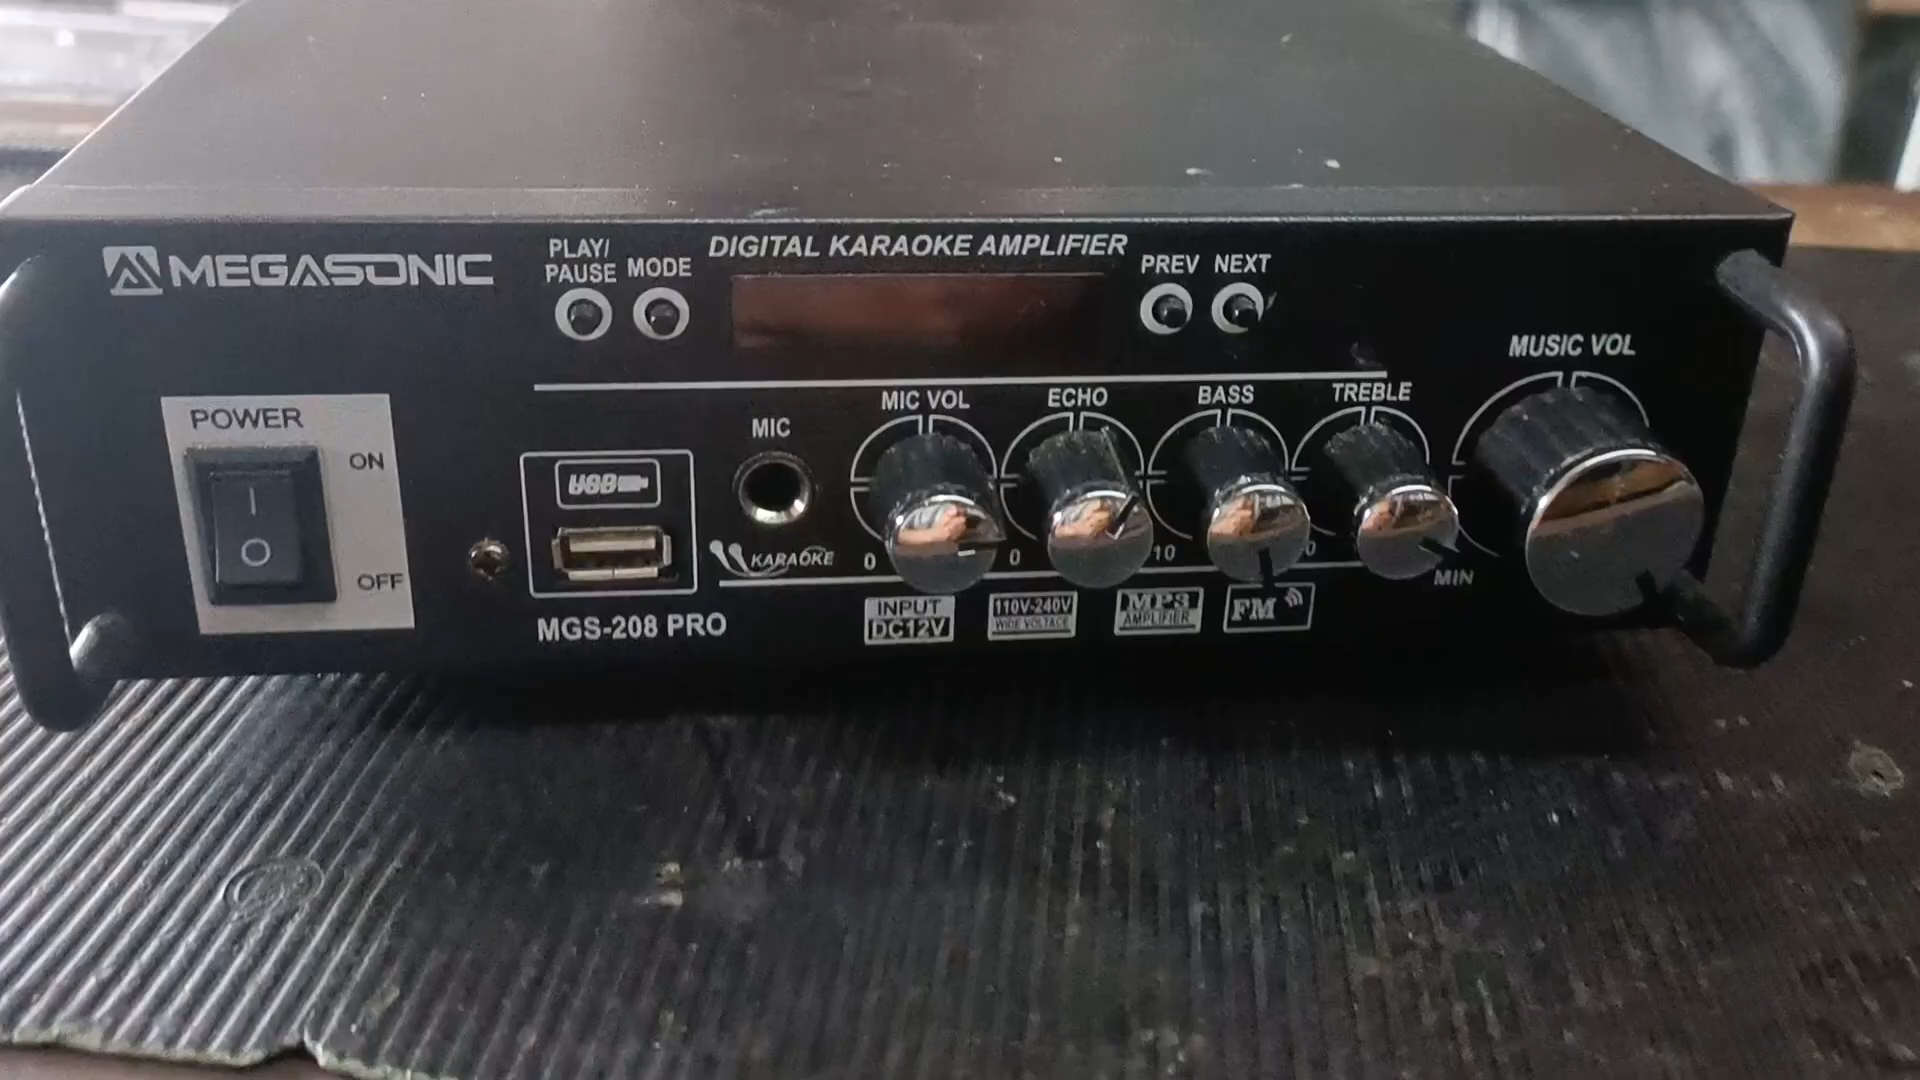 MEGASONIC
PLAY/
PAUSE
MODE
DIGITAL KARAOKE AMPLIFIER
PREV
NEXT
POWER
ON
OFF
USB
MIC
KARAOKE
MIC VOL
ECHO
BASS
TREBLE
MUSIC VOL
0
0
10
0
MIN
MGS-208 PRO
INPUT
DC12V
110V-240V
WIDE VOLTAGE
MP3
AMPLIFIER
FM